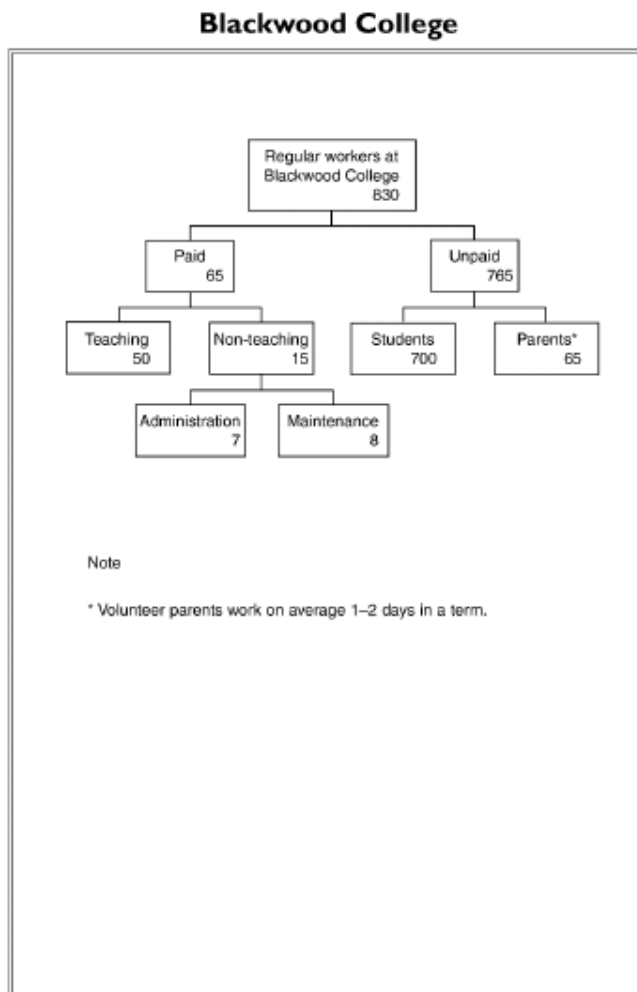 Blackwood College
Regular workers at
Blackwood College
830
Paid
65
Unpaid
765
Teaching
50
Non-teaching
15
Students
700
Parents*
65
Administration
7
Maintenance
8
Note
* Volunteer parents work on average 1–2 days in a term.